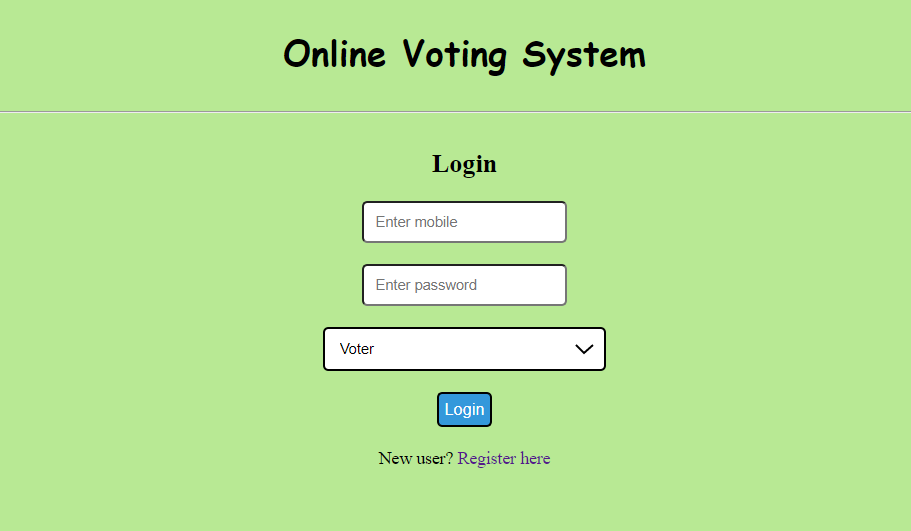 Online Voting System
Login
Enter mobile
Enter password
Voter
Login
New user? Register here